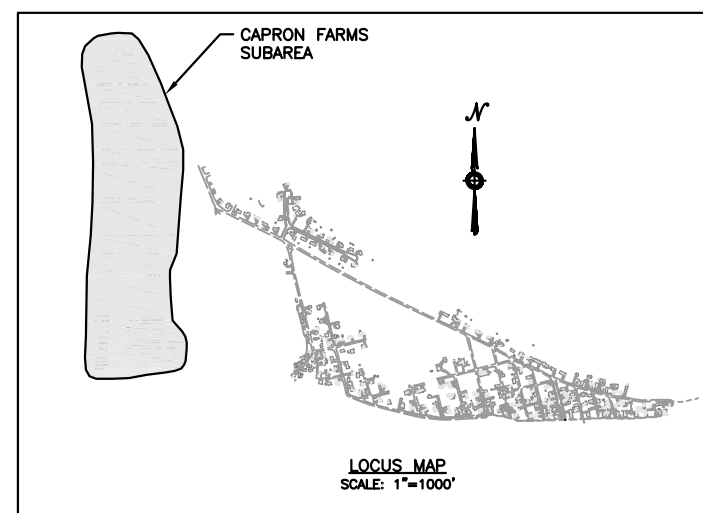 CAPRON FARMS
SUBAREA
N
LOCUS MAP
SCALE: 1"=1000'